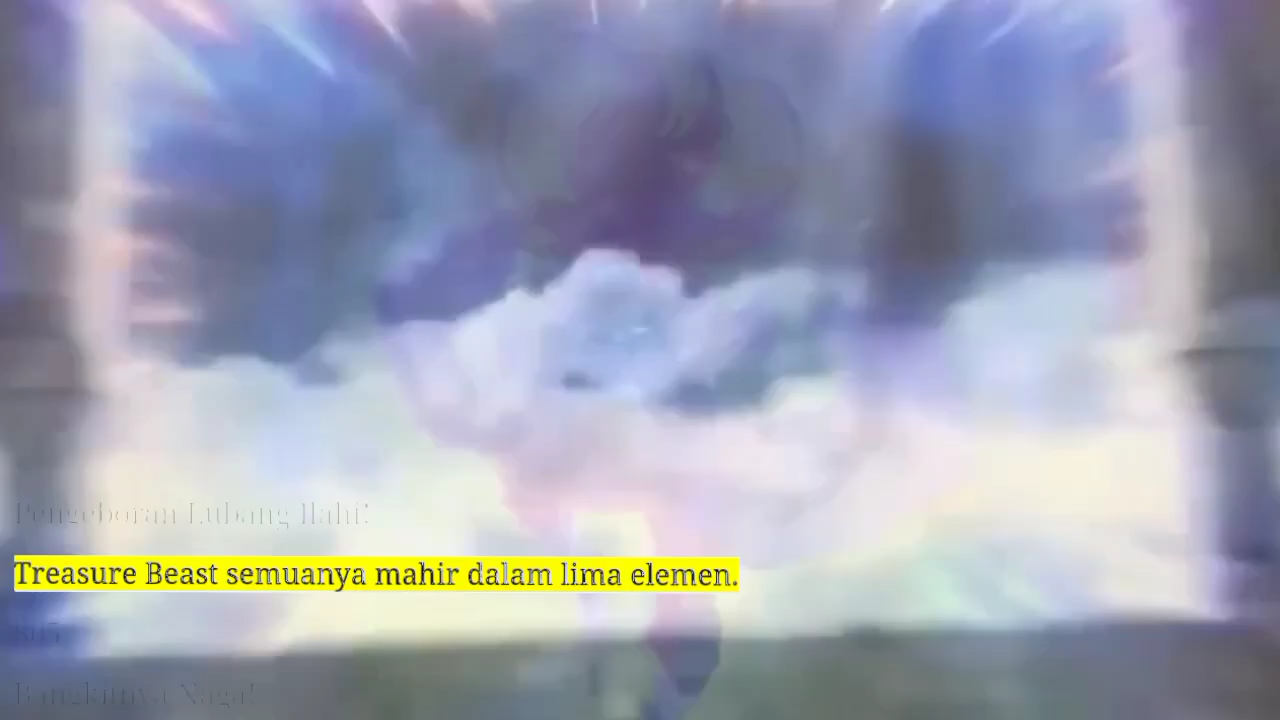 Pengeboran Lubang Ilahi!
Treasure Beast semuanya mahir dalam lima elemen.
Bangkitnya Naga!